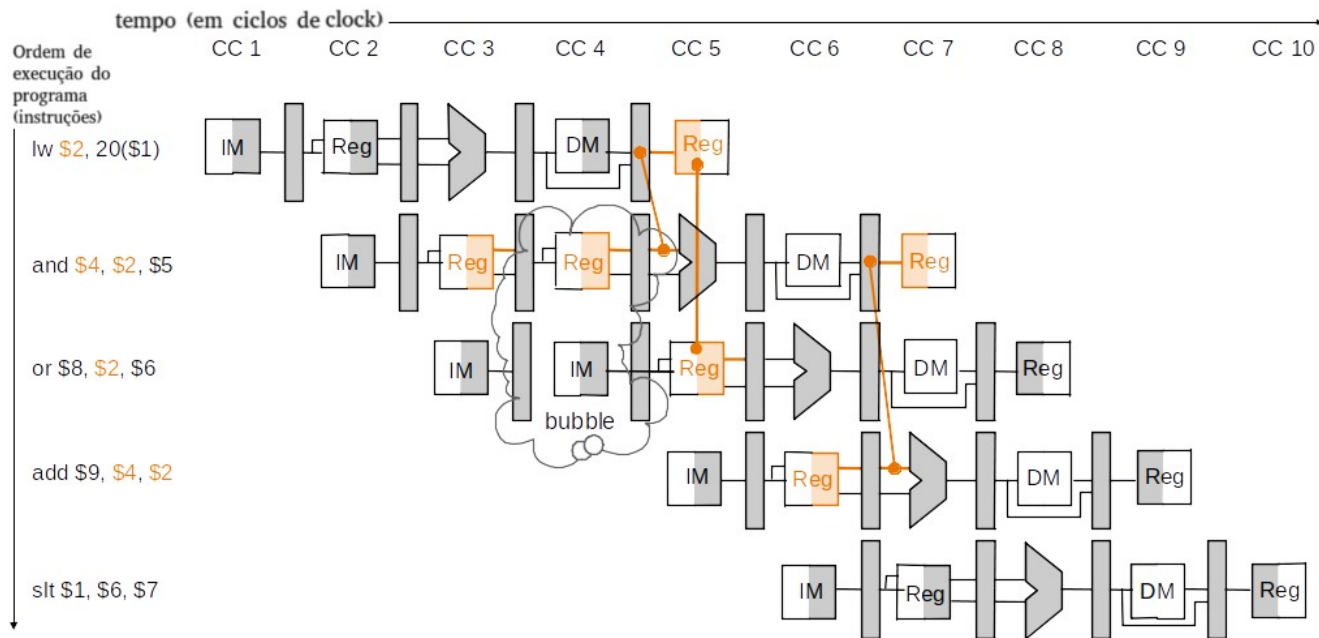 tempo (em ciclos de clock)
CC 1 CC 2 CC 3 CC 4 CC 5 CC 6 CC 7 CC 8 CC 9 CC 10
Ordem de
execução do
programa
(instruções)
lw $2, 20($1)
IM Reg DM Reg
and $4, $2, $5
IM Reg Reg DM Reg
or $8, $2, $6
IM IM Reg DM Reg
bubble
add $9, $4, $2
IM Reg DM Reg
slt $1, $6, $7
IM Reg DM Reg